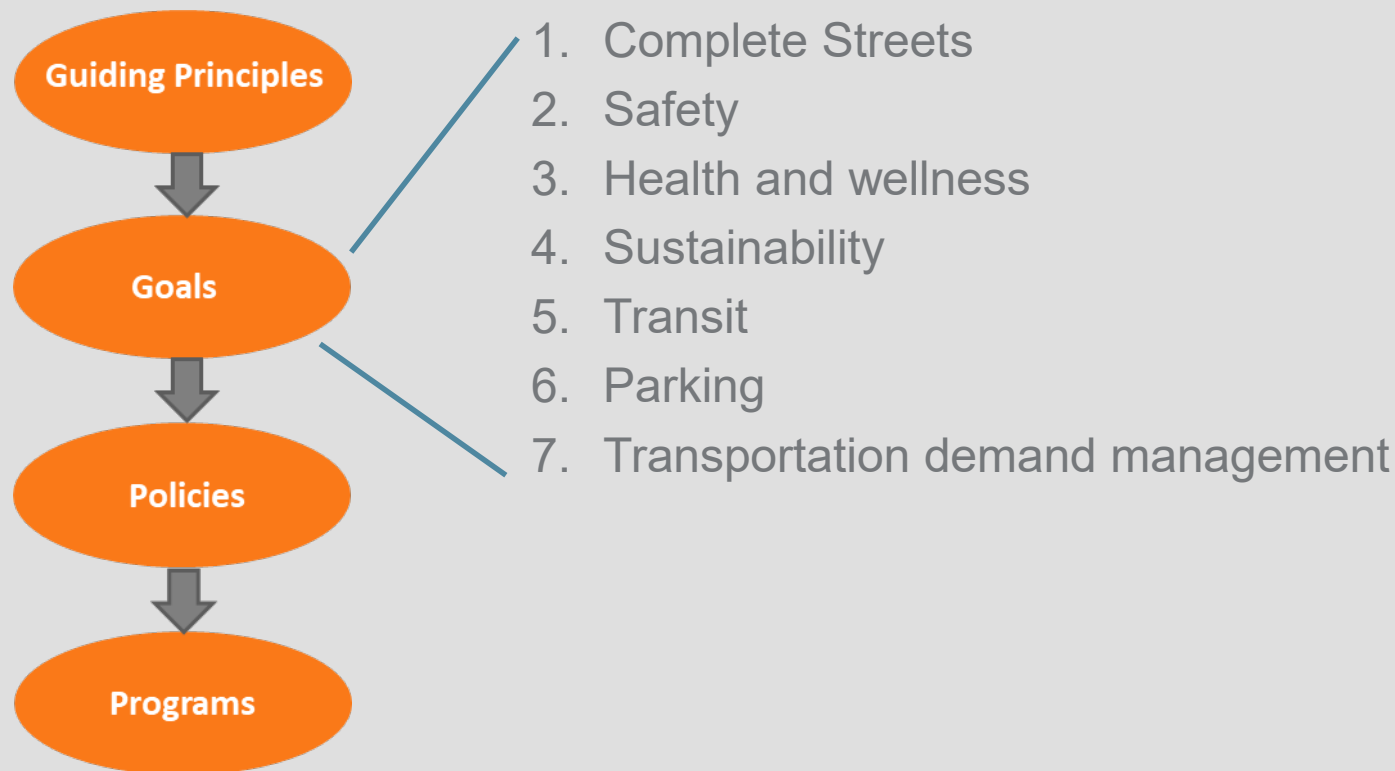 Guiding Principles
Goals
Policies
Programs
1. Complete Streets
2. Safety
3. Health and wellness
4. Sustainability
5. Transit
6. Parking
7. Transportation demand management